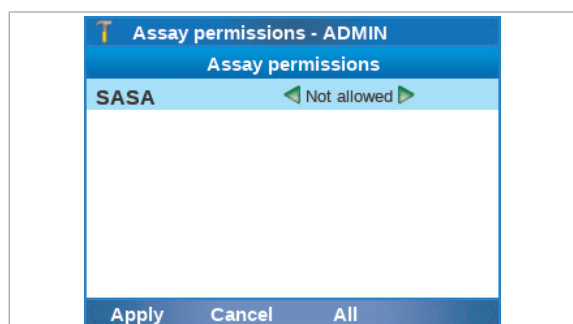 Assay permissions - ADMIN
Assay permissions
SASA Not allowed
Apply Cancel All